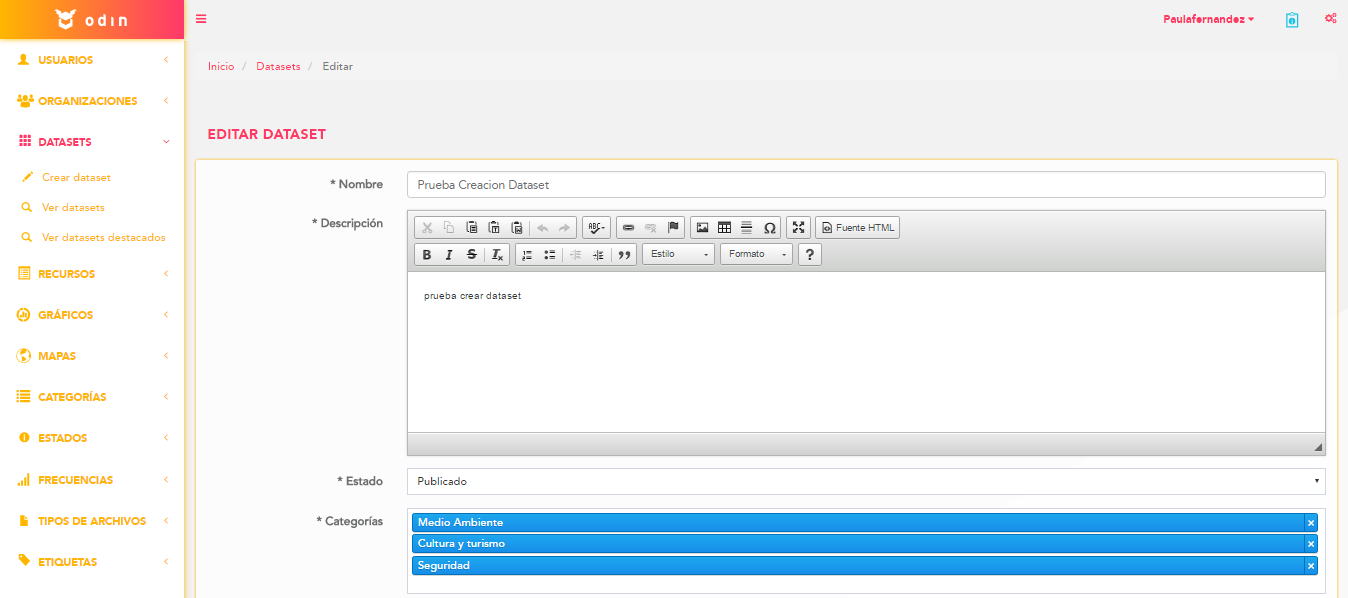 odin
Paulafernandez
USUARIOS
ORGANIZACIONES
DATASETS
Crear dataset
Ver datasets
Ver datasets destacados
RECURSOS
GRÁFICOS
MAPAS
CATEGORÍAS
ESTADOS
FRECUENCIAS
TIPOS DE ARCHIVOS
ETIQUETAS
Inicio / Datasets / Editar
EDITAR DATASET
* Nombre
Prueba Creacion Dataset
* Descripción
ABC
Ω
Fuente HTML
B I S Ix
Estilo
Formato
?
prueba crear dataset
* Estado
Publicado
* Categorías
Medio Ambiente ×
Cultura y turismo ×
Seguridad ×